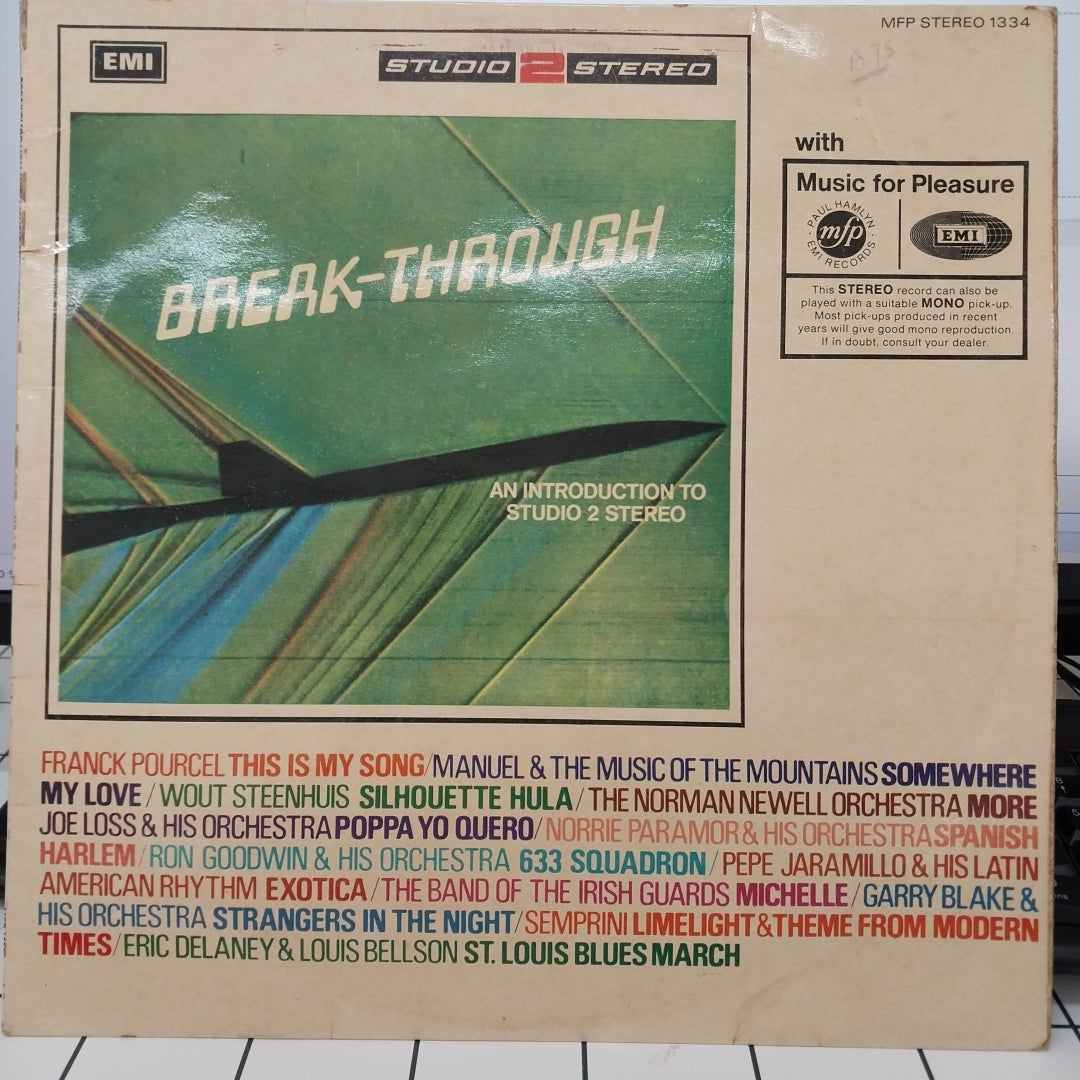 MFP STEREO 1334
EMI
STUDIO 2 STEREO
with
Music for Pleasure
PAUL HAMLYN
mfp
EMI RECORDS
EMI
This STEREO record can also be
played with a suitable MONO pick-up.
Most pick-ups produced in recent
years will give good mono reproduction.
If in doubt, consult your dealer.
BREAK-THROUGH
AN INTRODUCTION TO
STUDIO 2 STEREO
FRANCK POURCEL THIS IS MY SONG/MANUEL & THE MUSIC OF THE MOUNTAINS SOMEWHERE
MY LOVE/WOUT STEENHUIS SILHOUETTE HULA/THE NORMAN NEWELL ORCHESTRA MORE
JOE LOSS & HIS ORCHESTRA POPPA YO QUERO/NORRIE PARAMOR & HIS ORCHESTRA SPANISH
HARLEM/RON GOODWIN & HIS ORCHESTRA 633 SQUADRON/PEPE JARAMILLO & HIS LATIN
AMERICAN RHYTHM EXOTICA/THE BAND OF THE IRISH GUARDS MICHELLE/GARRY BLAKE &
HIS ORCHESTRA STRANGERS IN THE NIGHT/SEMPRINI LIMELIGHT & THEME FROM MODERN
TIMES/ERIC DELANEY & LOUIS BELLSON ST. LOUIS BLUES MARCH